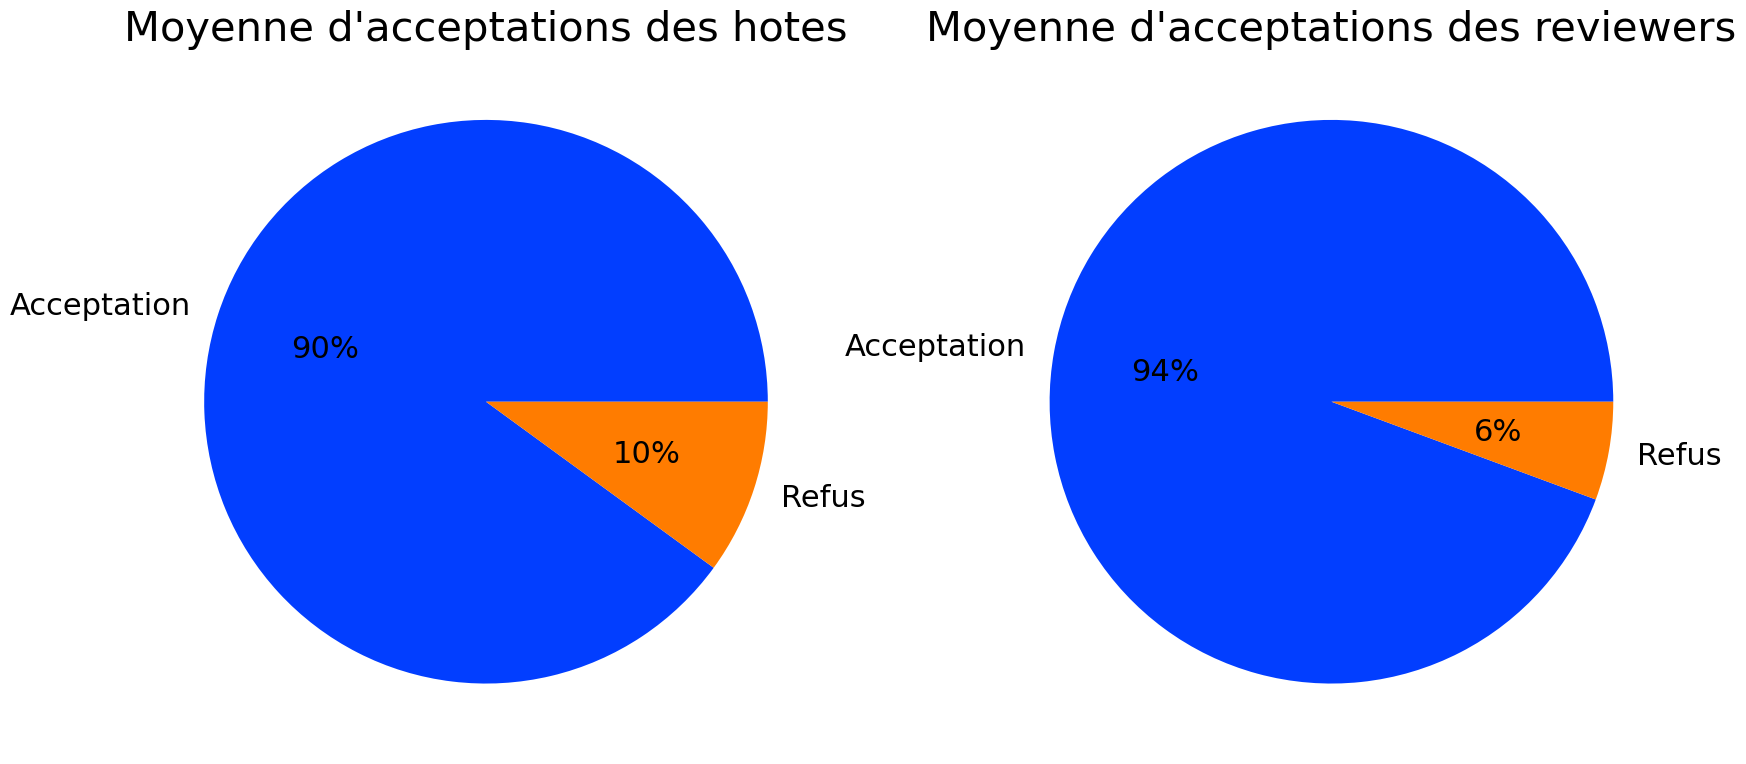 Moyenne d'acceptations des hotes
Acceptation
90%
10%
Refus
Moyenne d'acceptations des reviewers
Acceptation
94%
6%
Refus